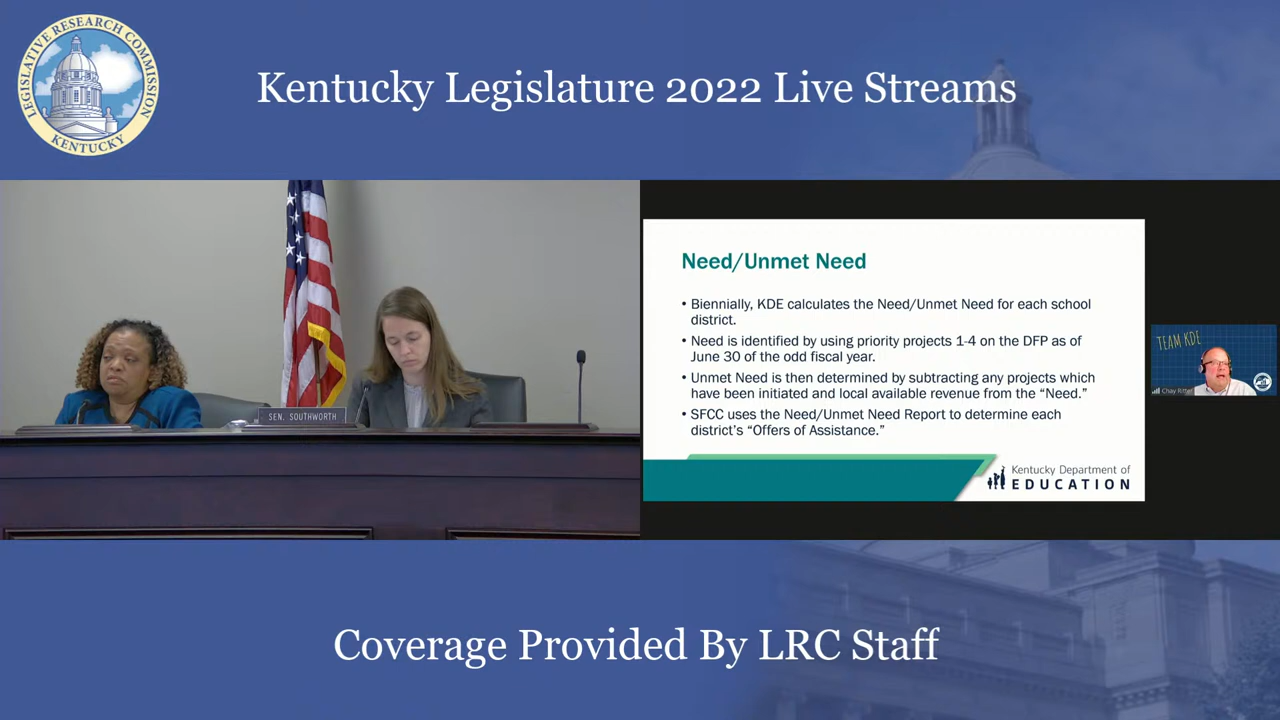 LEGISLATIVE RESEARCH COMMISSION
KENTUCKY
Kentucky Legislature 2022 Live Streams
SEN. SOUTHWORTH
Need/Unmet Need
• Biennially, KDE calculates the Need/Unmet Need for each school
district.
• Need is identified by using priority projects 1-4 on the DFP as of
June 30 of the odd fiscal year.
• Unmet Need is then determined by subtracting any projects which
have been initiated and local available revenue from the “Need.”
• SFCC uses the Need/Unmet Need Report to determine each
district’s “Offers of Assistance.”
Kentucky Department of
EDUCATION
TEAM KDE
Chay Ritter
Coverage Provided By LRC Staff